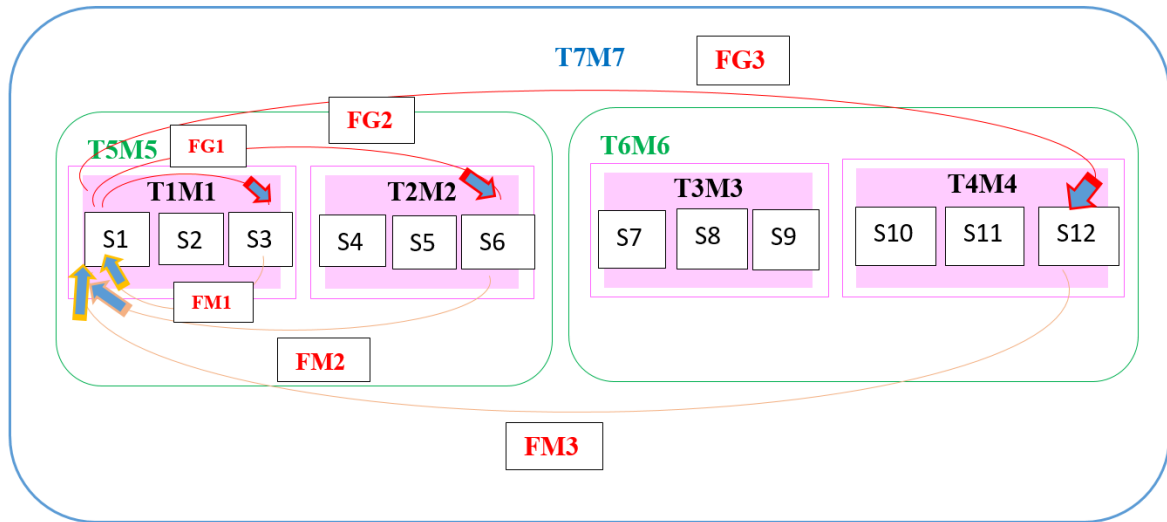 T7M7
FG3
FG2
FG1
T5M5
T6M6
T1M1
T2M2
T3M3
T4M4
S1
S2
S3
S4
S5
S6
S7
S8
S9
S10
S11
S12
FM1
FM2
FM3